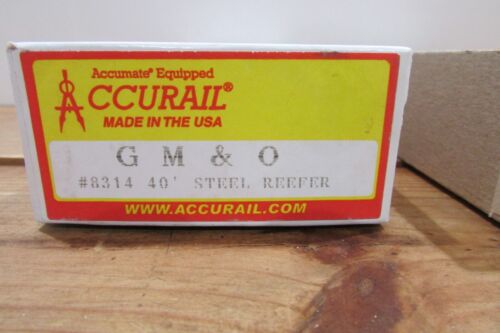 Accumate® Equipped
ACCURAIL®
MADE IN THE USA
G M & O
#8314 40' STEEL REEFER
WWW.ACCURAIL.COM